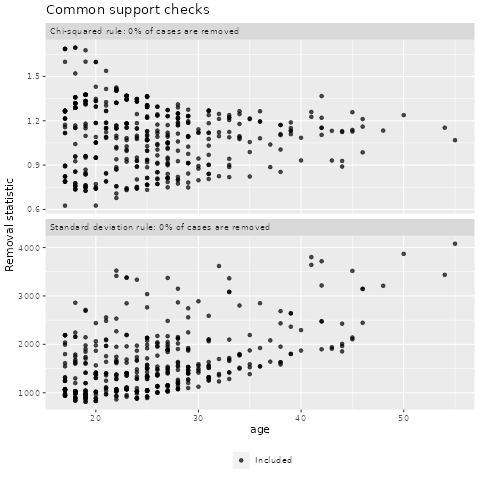 Common support checks
Chi-squared rule: 0% of cases are removed
1.5
1.2
0.9
0.6
Standard deviation rule: 0% of cases are removed
4000
3000
2000
1000
Removal statistic
20
30
40
50
age
Included